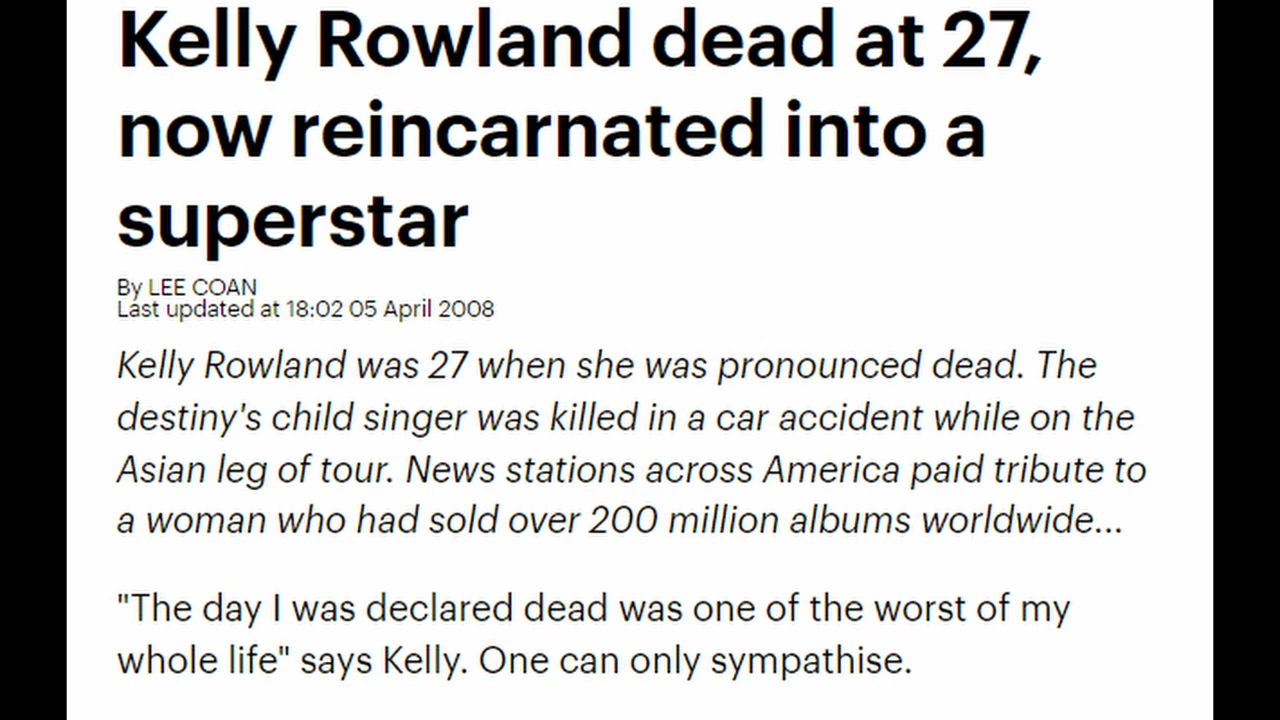 Kelly Rowland dead at 27,
now reincarnated into a
superstar
By LEE COAN
Last updated at 18:02 05 April 2008
Kelly Rowland was 27 when she was pronounced dead. The
destiny's child singer was killed in a car accident while on the
Asian leg of tour. News stations across America paid tribute to
a woman who had sold over 200 million albums worldwide...
"The day I was declared dead was one of the worst of my
whole life" says Kelly. One can only sympathise.